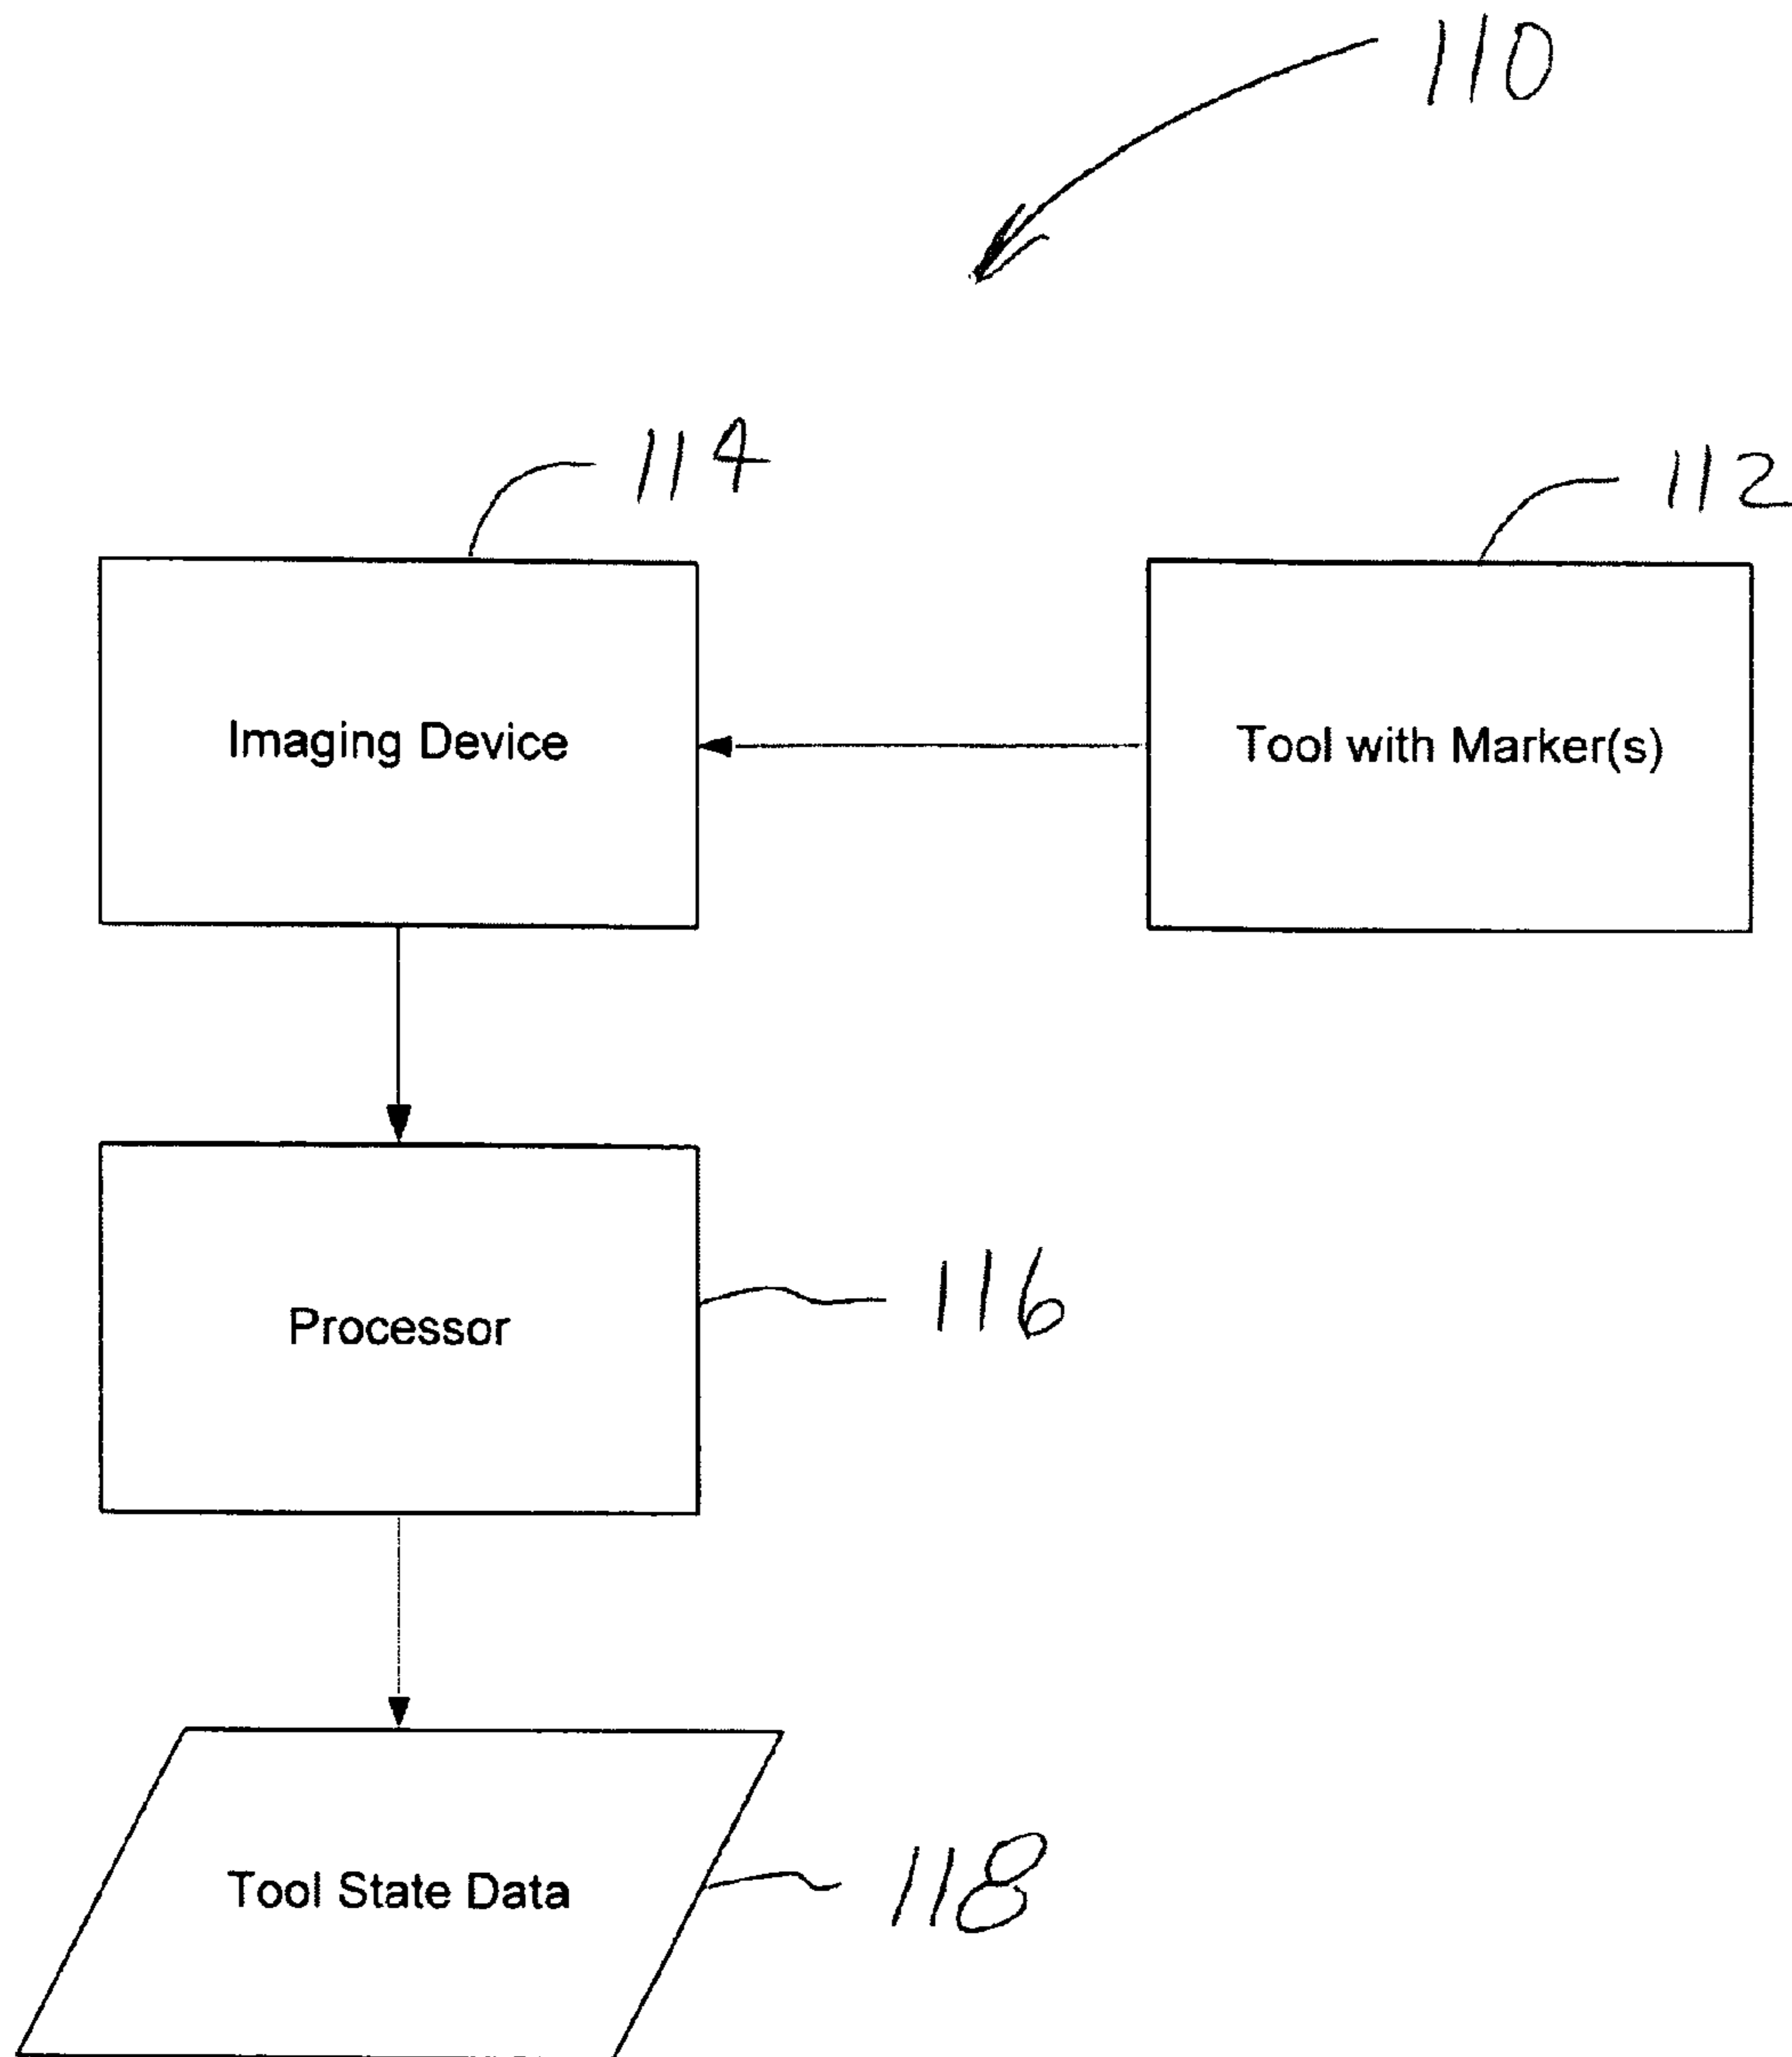 110
114
112
Imaging Device
Tool with Marker(s)
Processor
116
Tool State Data
118